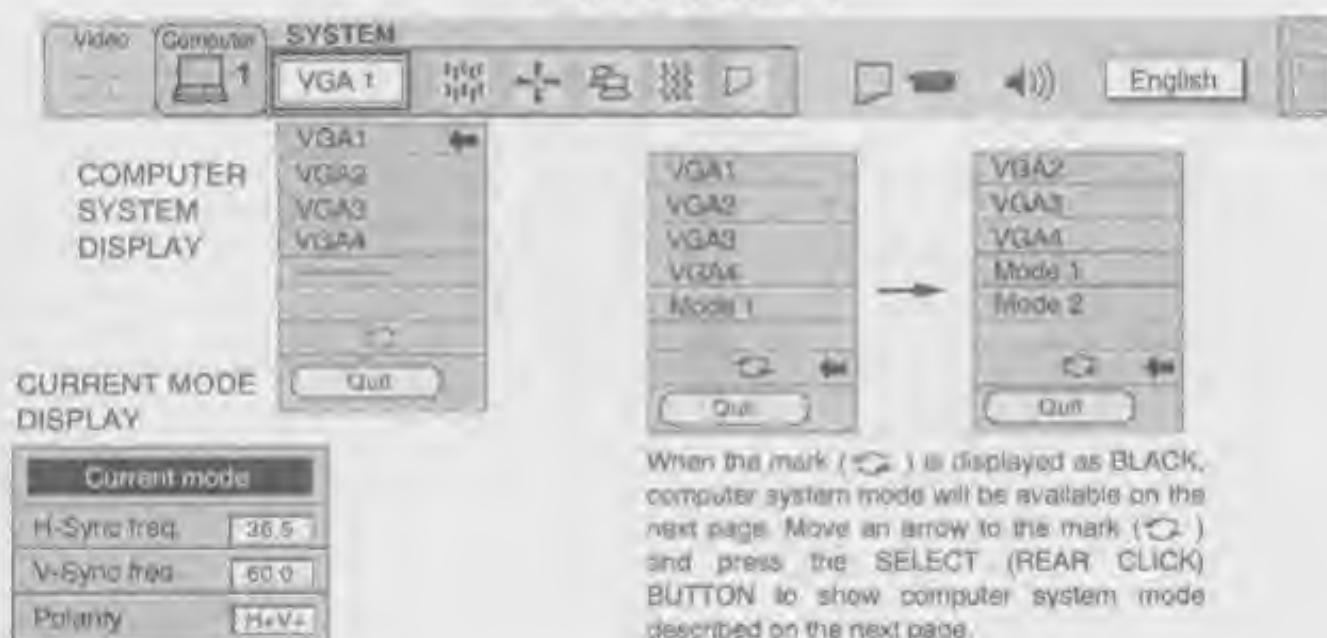 Video Computer SYSTEM
1 VGA 1 English
VGA1
VGA2
VGA3
VGA4
Quit
COMPUTER
SYSTEM
DISPLAY
VGA1
VGA2
VGA3
VGA4
Mode 1
Quit
VGA2
VGA3
VGA4
Mode 1
Mode 2
Quit
CURRENT MODE
DISPLAY
Current mode
H-Sync freq.
V-Sync freq. 60.0
Polarity
When the mark ( ) is displayed as BLACK,
computer system mode will be available on the
next page. Move an arrow to the mark ( )
and press the SELECT (REAR CLICK)
BUTTON to show computer system mode
described on the next page.